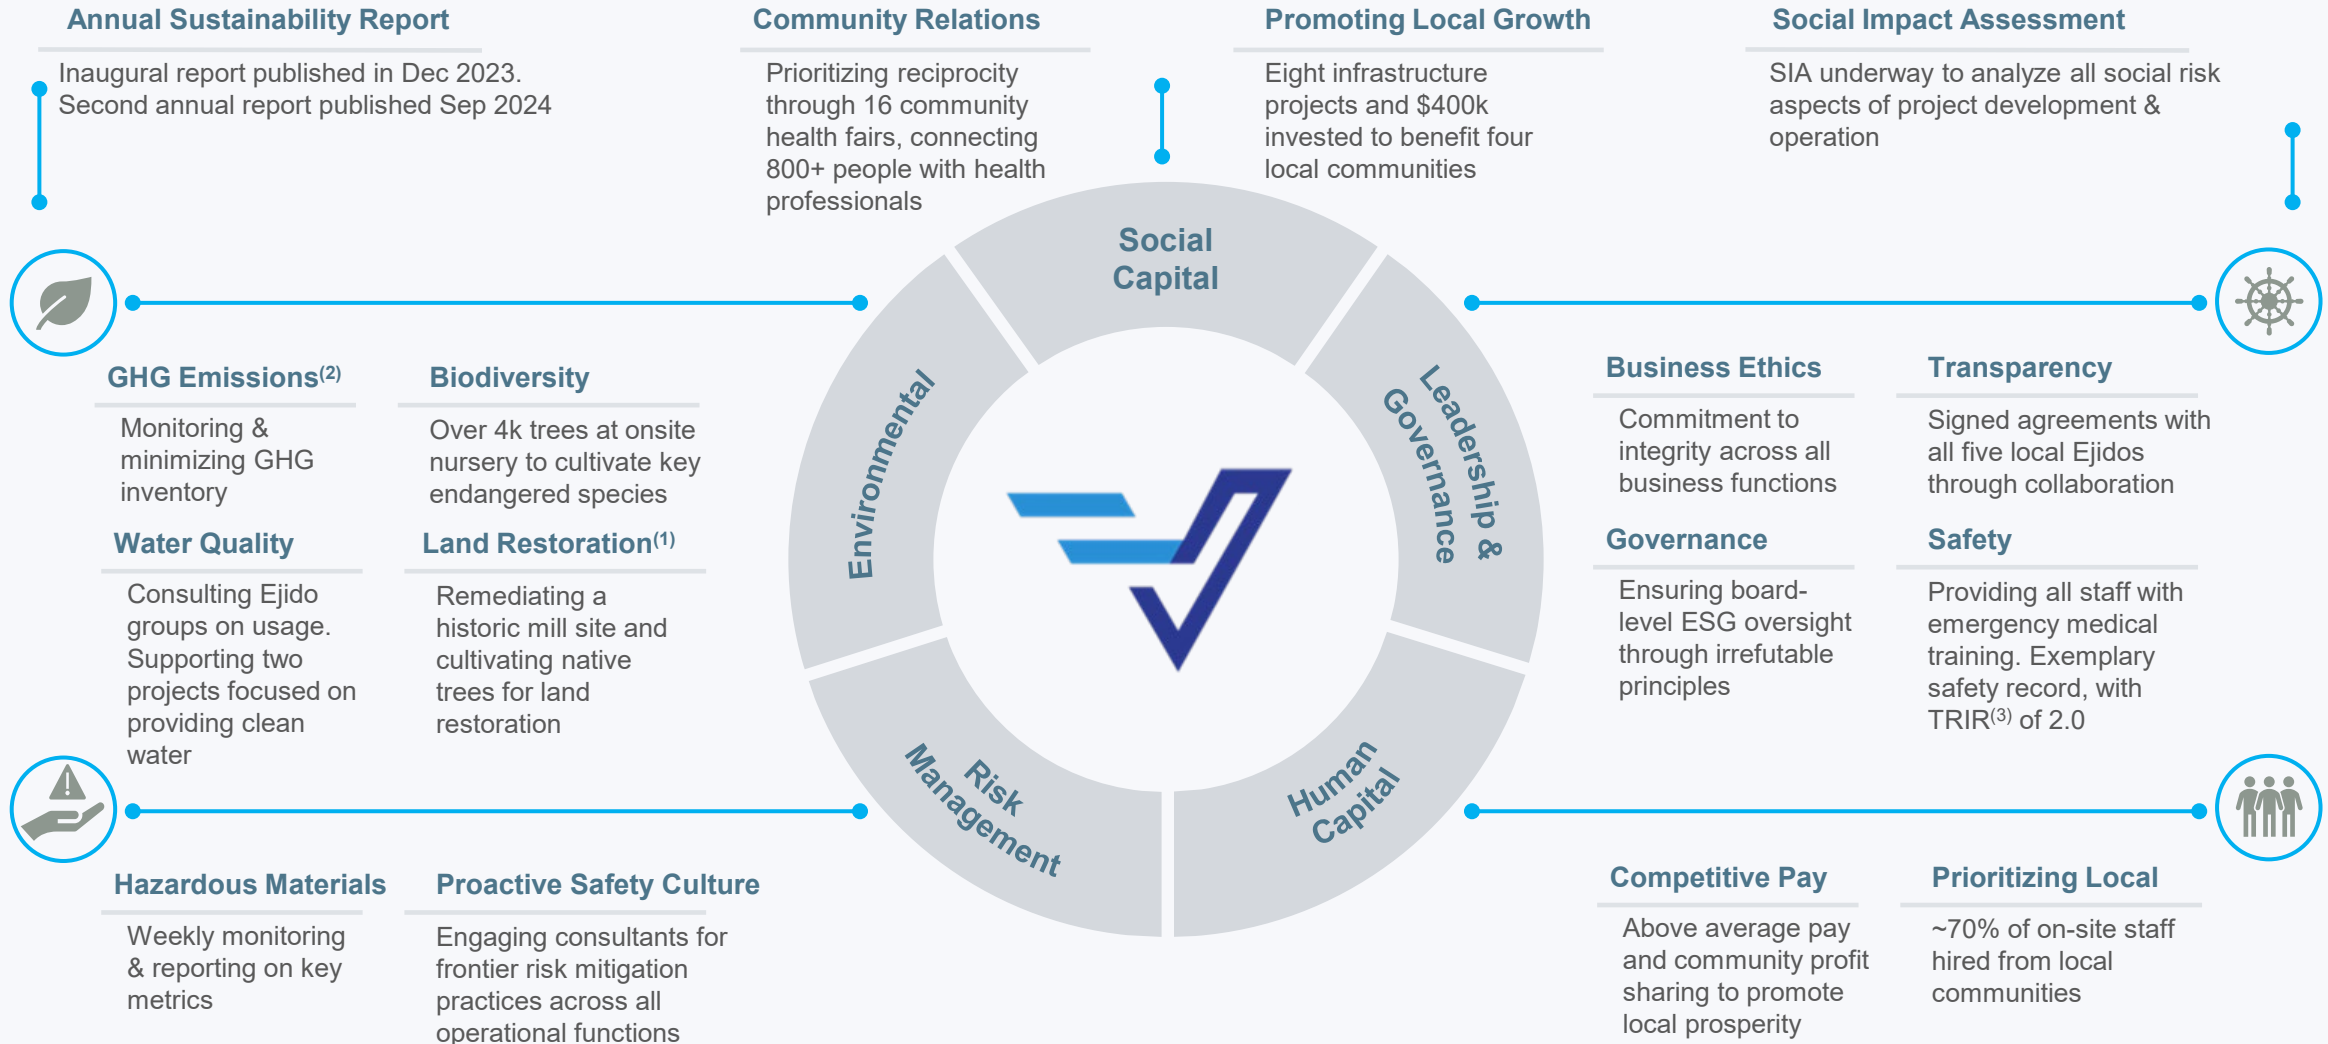 Annual Sustainability Report
Inaugural report published in Dec 2023.
Second annual report published Sep 2024
Community Relations
Prioritizing reciprocity
through 16 community
health fairs, connecting
800+ people with health
professionals
Promoting Local Growth
Eight infrastructure
projects and $400k
invested to benefit four
local communities
Social Impact Assessment
SIA underway to analyze all social risk
aspects of project development &
operation
Social
Capital
Environmental
Leadership &
Governance
Risk
Management
Human
Capital
GHG Emissions(2)
Monitoring &
minimizing GHG
inventory
Biodiversity
Over 4k trees at onsite
nursery to cultivate key
endangered species
Water Quality
Consulting Ejido
groups on usage.
Supporting two
projects focused on
providing clean
water
Land Restoration(1)
Remediating a
historic mill site and
cultivating native
trees for land
restoration
Business Ethics
Commitment to
integrity across all
business functions
Transparency
Signed agreements with
all five local Ejidos
through collaboration
Governance
Ensuring board-
level ESG oversight
through irrefutable
principles
Safety
Providing all staff with
emergency medical
training. Exemplary
safety record, with
TRIR(3) of 2.0
Hazardous Materials
Weekly monitoring
& reporting on key
metrics
Proactive Safety Culture
Engaging consultants for
frontier risk mitigation
practices across all
operational functions
Competitive Pay
Above average pay
and community profit
sharing to promote
local prosperity
Prioritizing Local
~70% of on-site staff
hired from local
communities